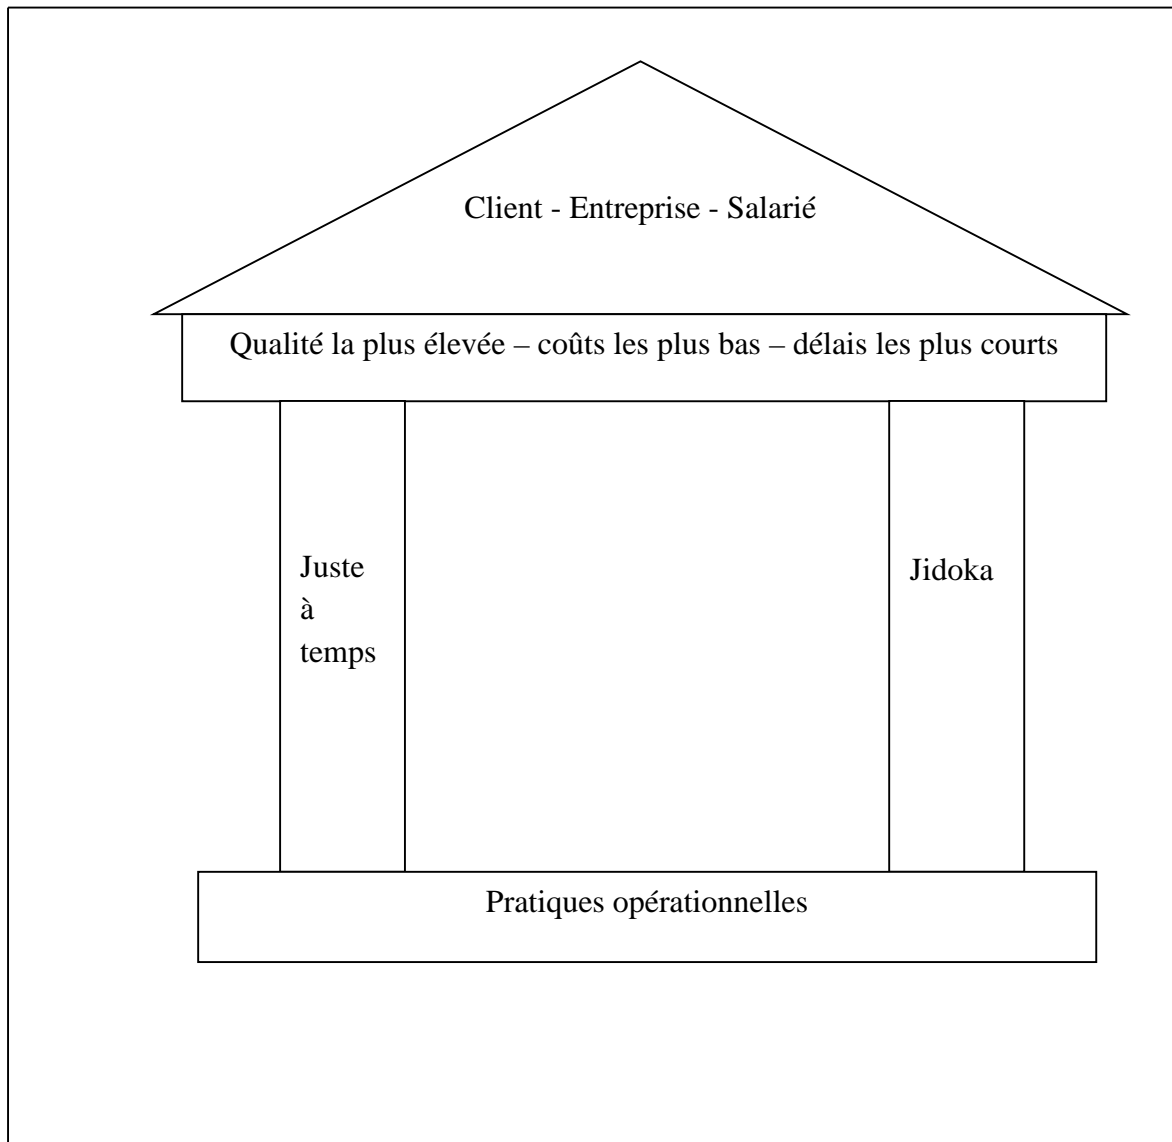 Client - Entreprise - Salarié
Qualité la plus élevée – coûts les plus bas – délais les plus courts
Juste
à
temps
Jidoka
Pratiques opérationnelles